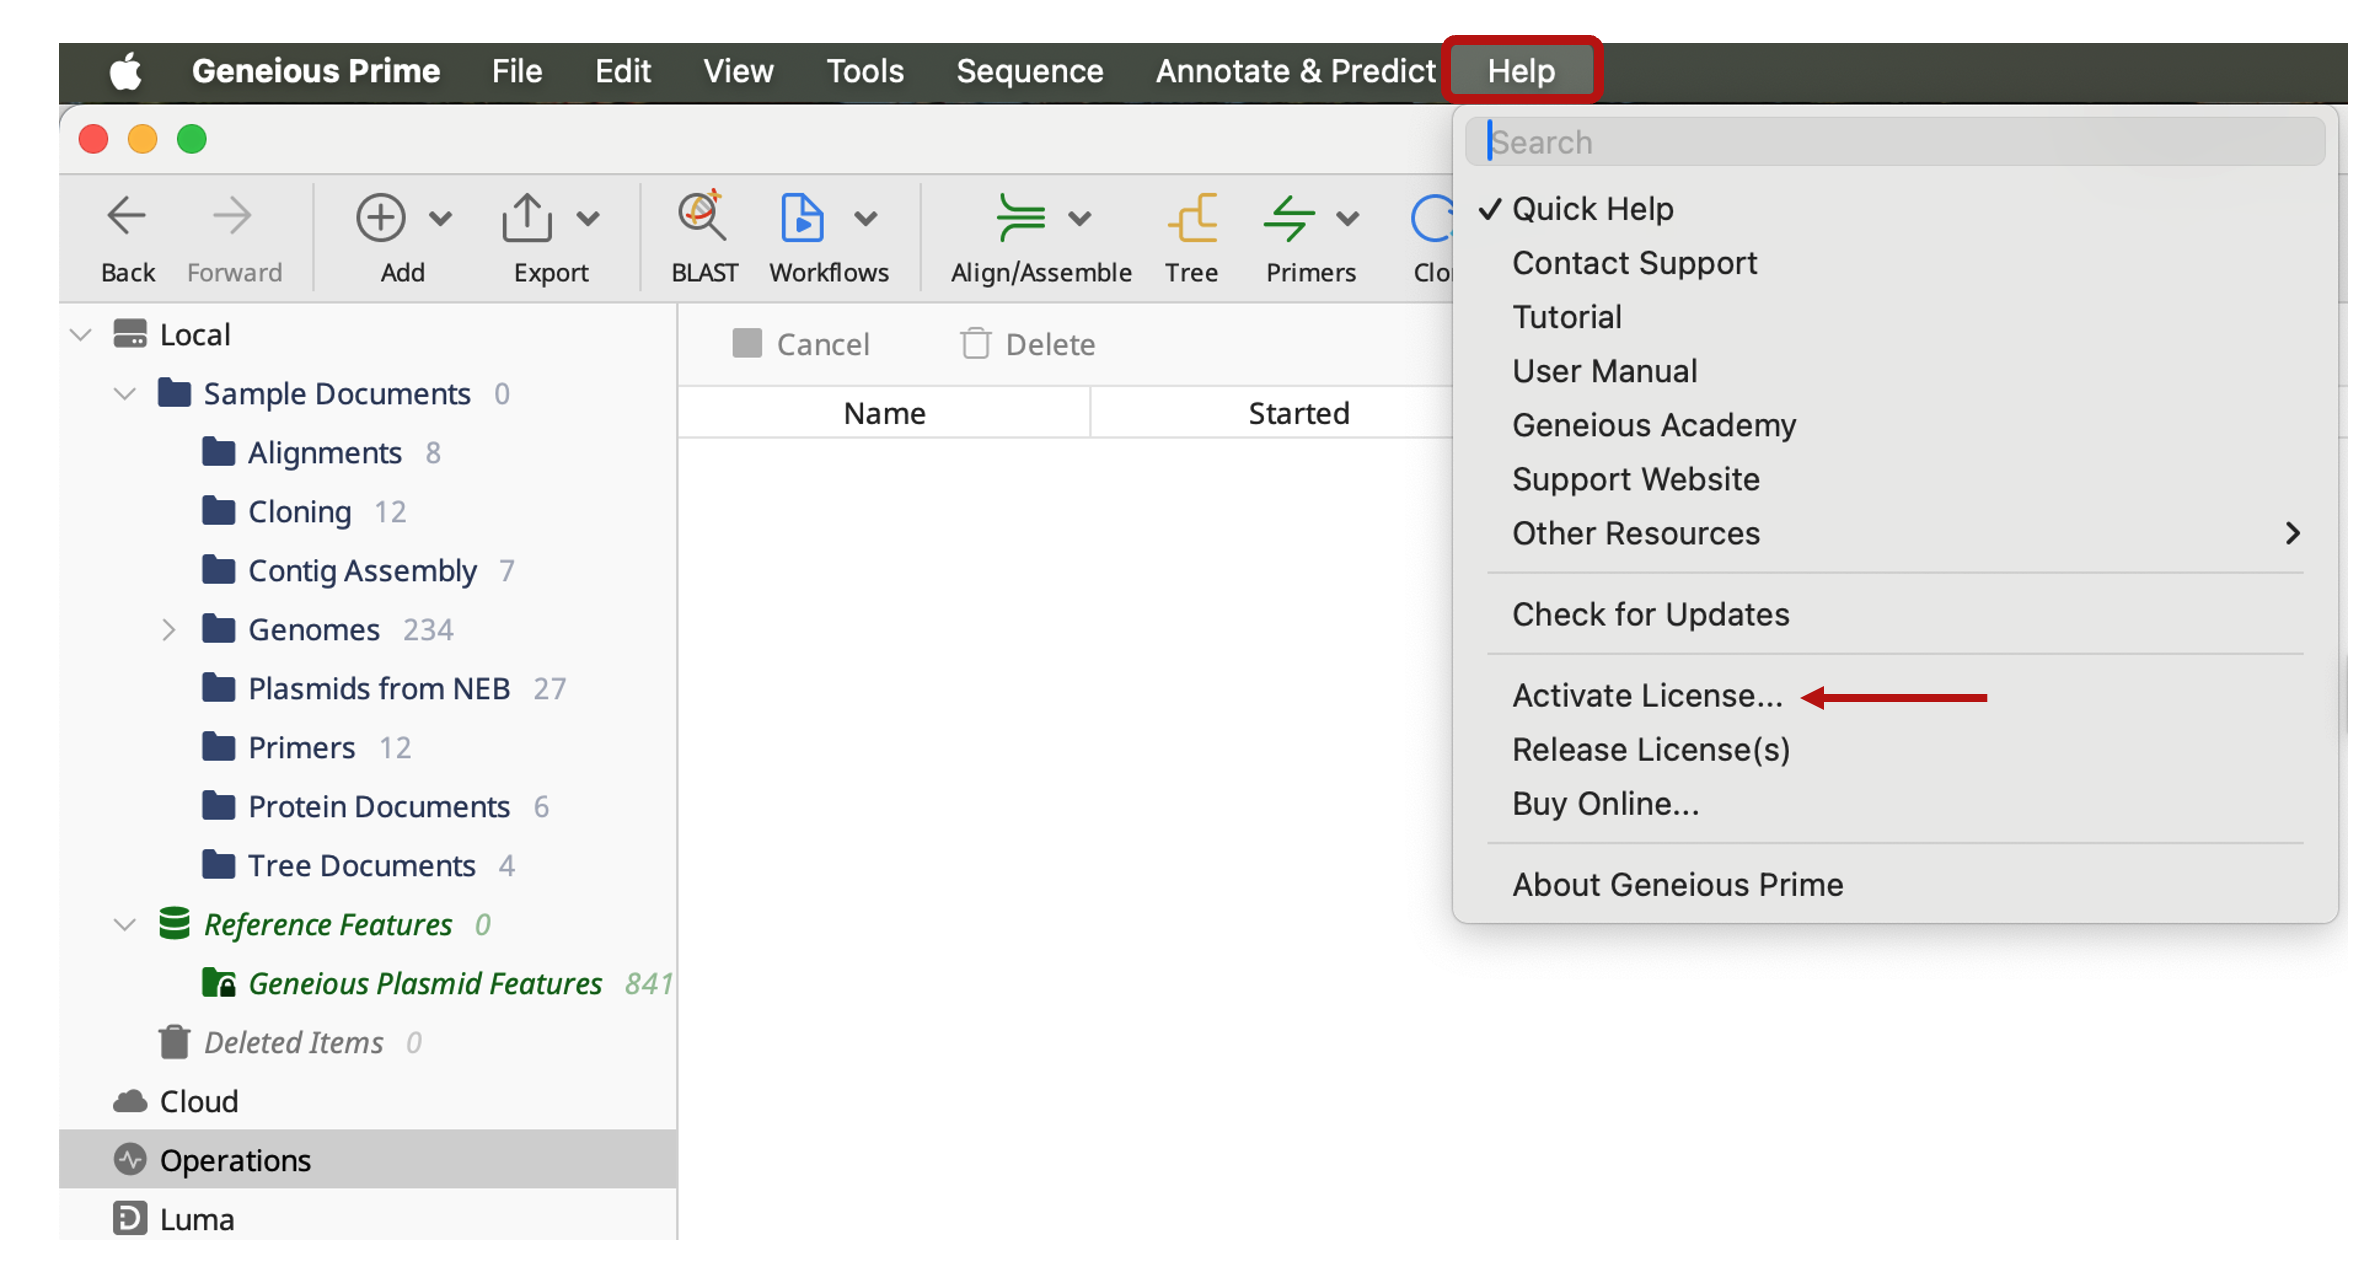 Geneious Prime File Edit View Tools Sequence Annotate & Predict Help
Search
Back Forward Add Export BLAST Workflows Align/Assemble Tree Primers Clo
✓ Quick Help
Contact Support
Tutorial
User Manual
Geneious Academy
Support Website
Other Resources
Check for Updates
Activate License...
Release License(s)
Buy Online...
About Geneious Prime
Local
Sample Documents 0
Alignments 8
Cloning 12
Contig Assembly 7
Genomes 234
Plasmids from NEB 27
Primers 12
Protein Documents 6
Tree Documents 4
Reference Features 0
Geneious Plasmid Features 841
Deleted Items 0
Cloud
Operations
Luma
Cancel Delete
Name Started